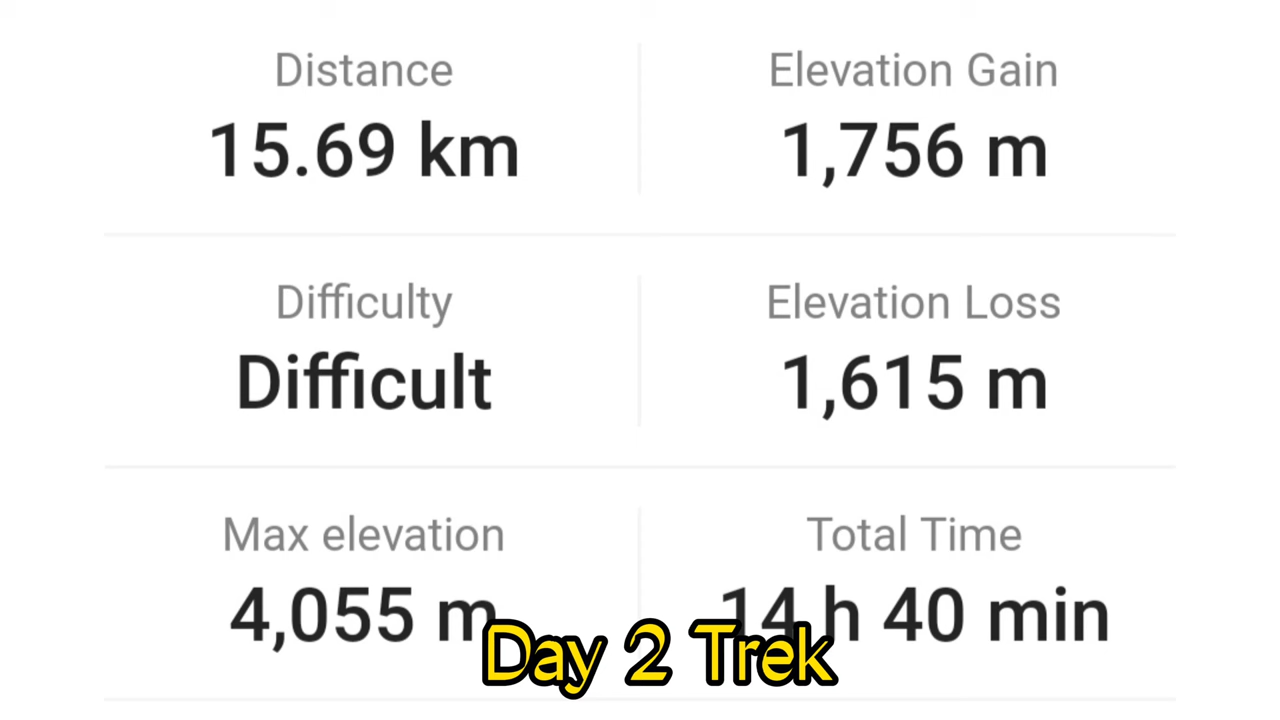 Distance
15.69 km
Elevation Gain
1,756 m
Difficulty
Difficult
Elevation Loss
1,615 m
Max elevation
4,055 m
Total Time
14 h 40 min
Day 2 Trek